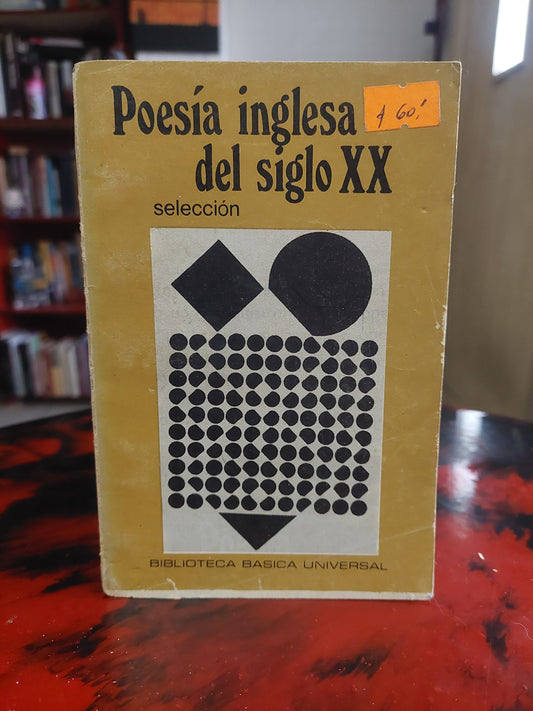 Poesía inglesa
$ 60.'
del siglo XX
selección
BIBLIOTECA BASICA UNIVERSAL